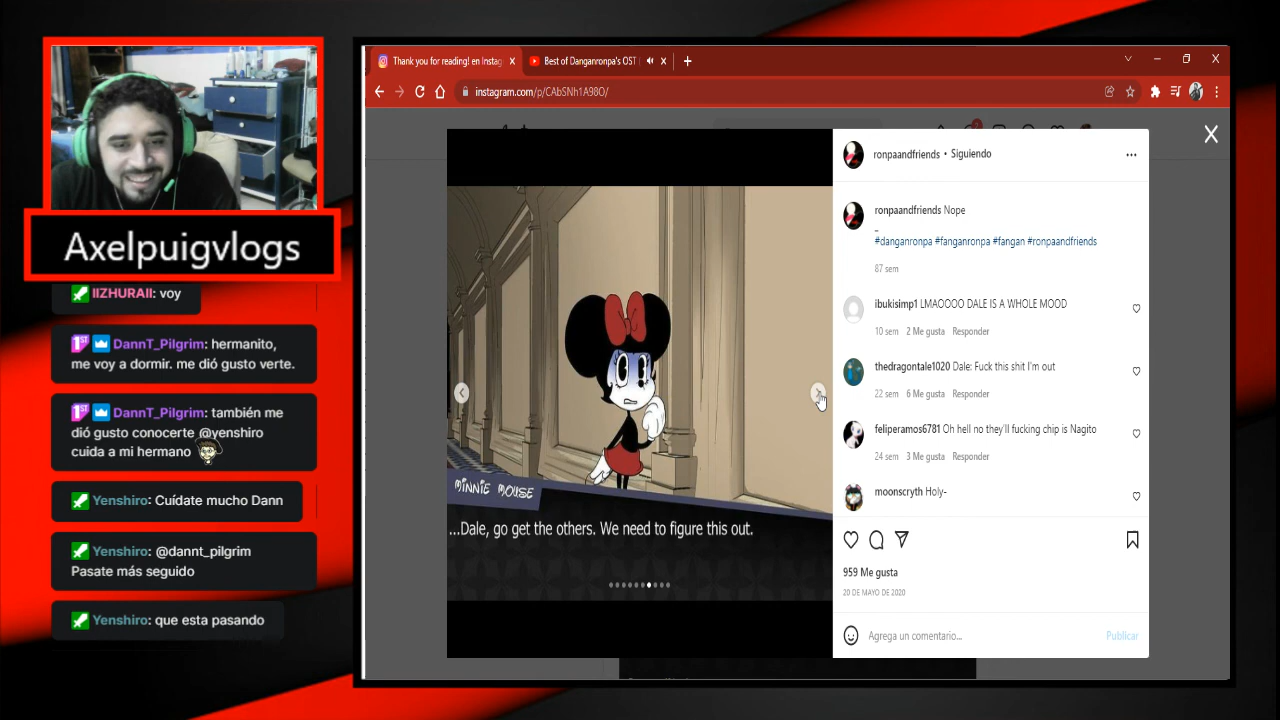 Axelpuigvlogs
IIZHURAII: voy
DannT_Pilgrim: hermanito,
me voy a dormir. me dió gusto verte.
DannT_Pilgrim: también me
dió gusto conocerte @yenshiro
cuida a mi hermano
Yenshiro: Cuídate mucho Dann
Yenshiro: @dannt_pilgrim
Pasate más seguido
Yenshiro: que esta pasando
Thank you for reading! en Instag
Best of Danganronpa's OST
instagram.com/p/CAbSNh1A98O/
MINNIE MOUSE
...Dale, go get the others. We need to figure this out.
ronpaandfriends • Siguiendo
ronpaandfriends Nope
_
#danganronpa #fanganronpa #fangan #ronpaandfriends
87 sem
ibukisimp1 LMAOOOO DALE IS A WHOLE MOOD
10 sem 2 Me gusta Responder
thedragontale1020 Dale: Fuck this shit I'm out
22 sem 6 Me gusta Responder
feliperamos6781 Oh hell no they'll fucking chip is Nagito
24 sem 3 Me gusta Responder
moonscryth Holy-
959 Me gusta
20 DE MAYO DE 2020
Agrega un comentario...
Publicar